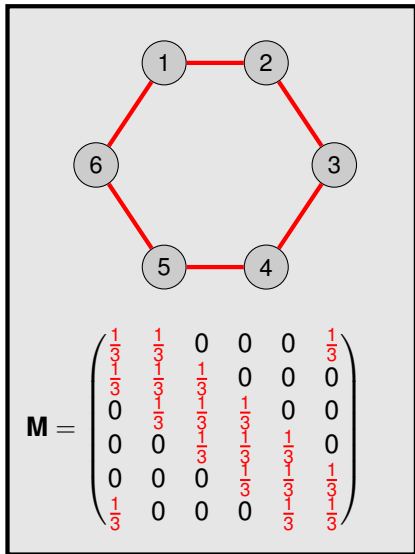 1 2
6 3
5 4
M = 
1/3 1/3 0 0 0 1/3
1/3 1/3 1/3 0 0 0
0 1/3 1/3 1/3 0 0
0 0 1/3 1/3 1/3 0
0 0 0 1/3 1/3 1/3
1/3 0 0 0 1/3 1/3